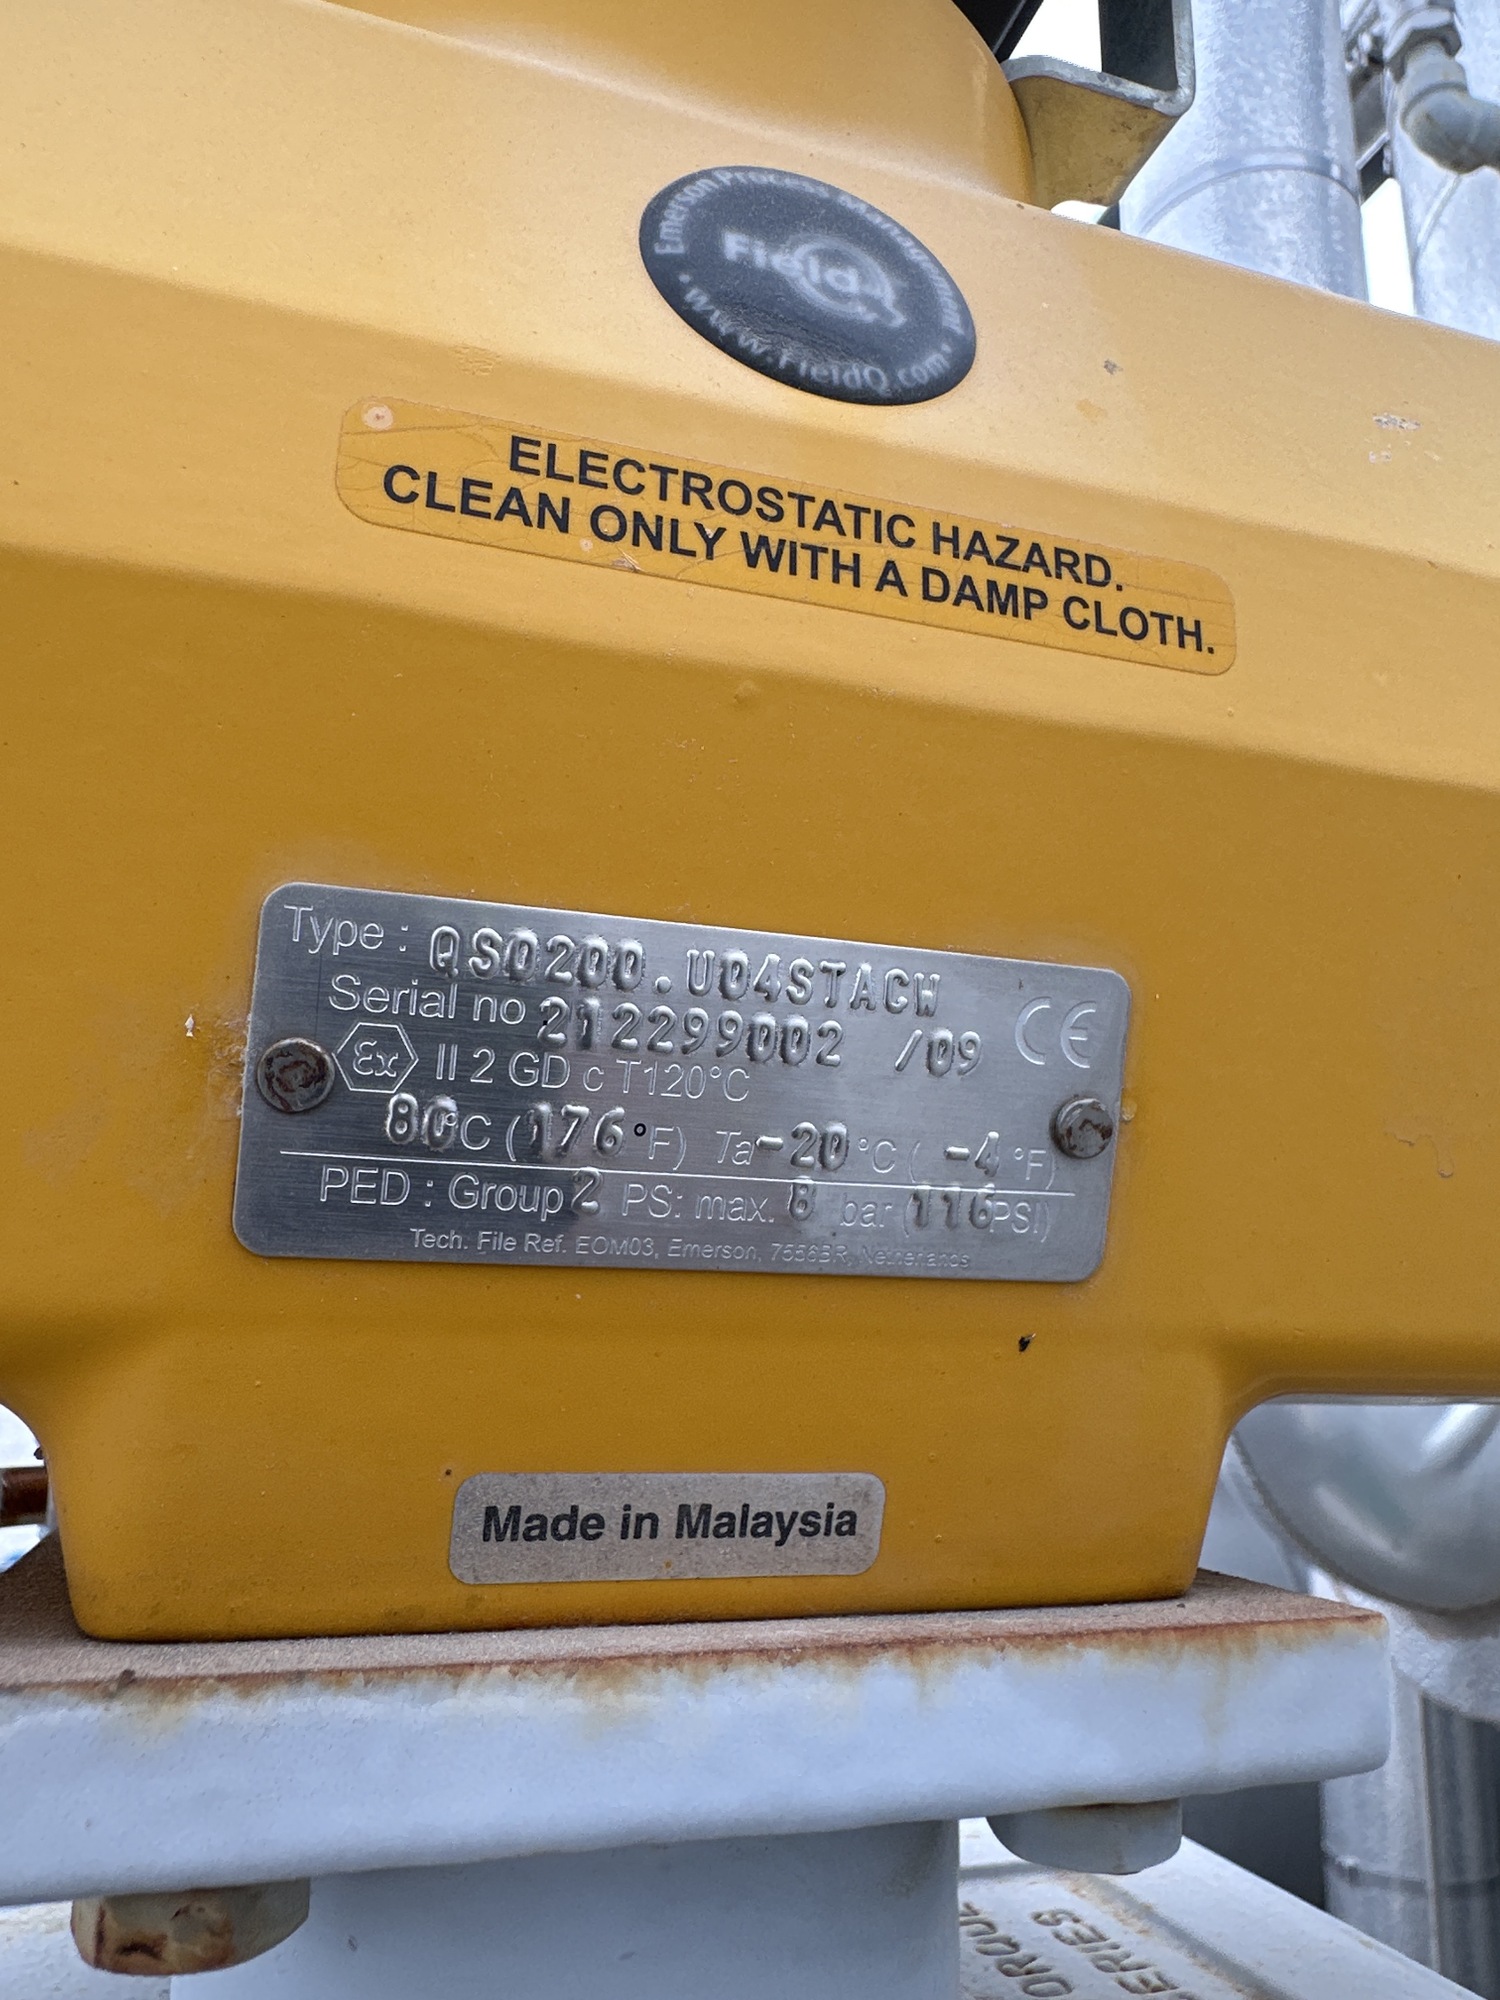 Emerson Process Management
FieldQ
• www.FieldQ.com •
ELECTROSTATIC HAZARD.
CLEAN ONLY WITH A DAMP CLOTH.
Type : QSD200.U04STACW
Serial no 212299002 /09 CE
Ex II 2 GD c T120°C
80°C (176°F) Ta -20°C ( -4 °F)
PED : Group 2 PS: max. 8 bar (116PSI)
Tech. File Ref. EOM03, Emerson, 7556BR, Netherlands
Made in Malaysia